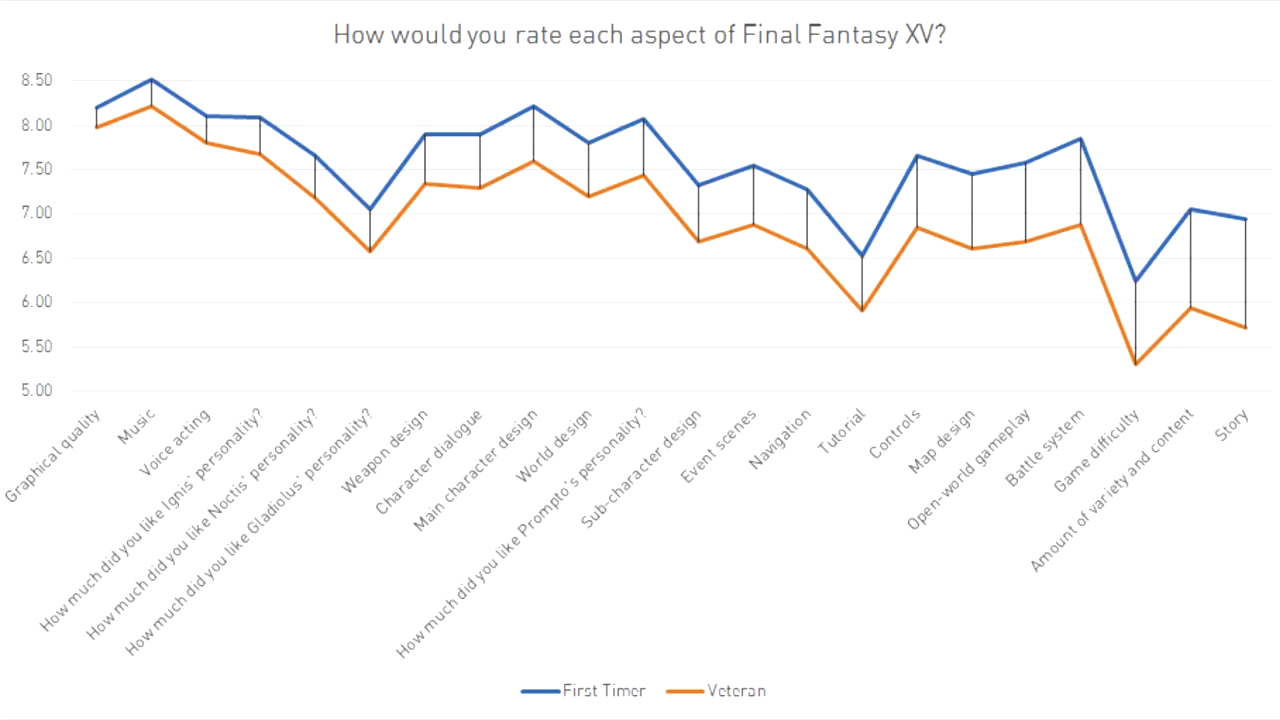 How would you rate each aspect of Final Fantasy XV?
8.50
8.00
7.50
7.00
6.50
6.00
5.50
5.00
Graphical quality
Music
Voice acting
How much did you like Ignis' personality?
How much did you like Noctis' personality?
How much did you like Gladiolus' personality?
Weapon design
Character dialogue
Main character design
World design
How much did you like Prompto's personality?
Sub-character design
Event scenes
Navigation
Tutorial
Controls
Map design
Open-world gameplay
Battle system
Game difficulty
Amount of variety and content
Story
First Timer
Veteran